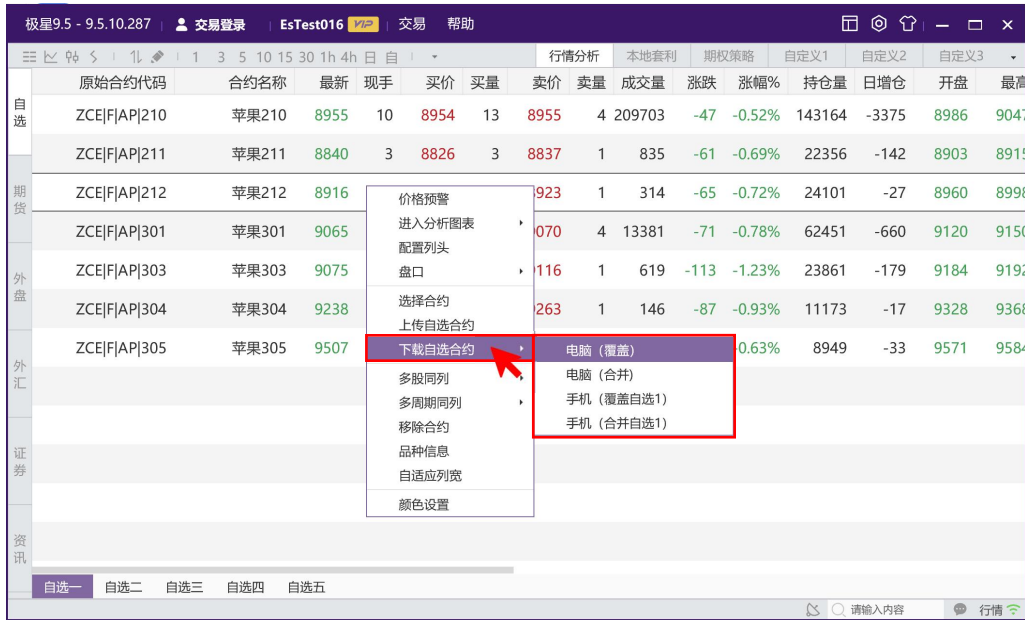 极星9.5 - 9.5.10.287 交易登录 EsTest016 VIP 交易 帮助
1 3 5 10 15 30 1h 4h 日 自 行情分析 本地套利 期权策略 自定义1 自定义2 自定义3
原始合约代码 合约名称 最新 现手 买价 买量 卖价 卖量 成交量 涨跌 涨幅% 持仓量 日增仓 开盘 最高
自选
ZCE|F|AP|210 苹果210 8955 10 8954 13 8955 4 209703 -47 -0.52% 143164 -3375 8986 9047
ZCE|F|AP|211 苹果211 8840 3 8826 3 8837 1 835 -61 -0.69% 22356 -142 8903 8915
期货
ZCE|F|AP|212 苹果212 8916 8923 1 314 -65 -0.72% 24101 -27 8960 8998
ZCE|F|AP|301 苹果301 9065 070 4 13381 -71 -0.78% 62451 -660 9120 9150
外盘
ZCE|F|AP|303 苹果303 9075 116 1 619 -113 -1.23% 23861 -179 9184 9192
ZCE|F|AP|304 苹果304 9238 263 1 146 -87 -0.93% 11173 -17 9328 9368
外汇
ZCE|F|AP|305 苹果305 9507 -0.63% 8949 -33 9571 9584
证券
资讯
价格预警
进入分析图表
配置列头
盘口
选择合约
上传自选合约
下载自选合约
多股同列
多周期同列
移除合约
品种信息
自适应列宽
颜色设置
电脑（覆盖）
电脑（合并)
手机（覆盖自选1）
手机（合并自选1）
自选一 自选二 自选三 自选四 自选五
请输入内容 行情